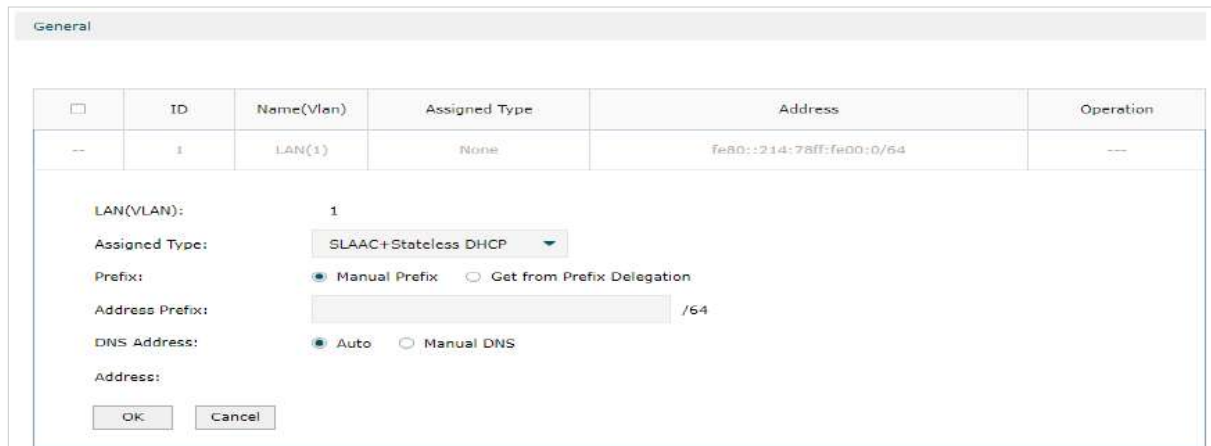 General
ID Name(Vlan) Assigned Type Address Operation
-- 1 LAN(1) None fe80::214:78ff:fe00:0/64 ---
LAN(VLAN): 1
Assigned Type: SLAAC+Stateless DHCP
Prefix: Manual Prefix Get from Prefix Delegation
Address Prefix: /64
DNS Address: Auto Manual DNS
Address:
OK Cancel